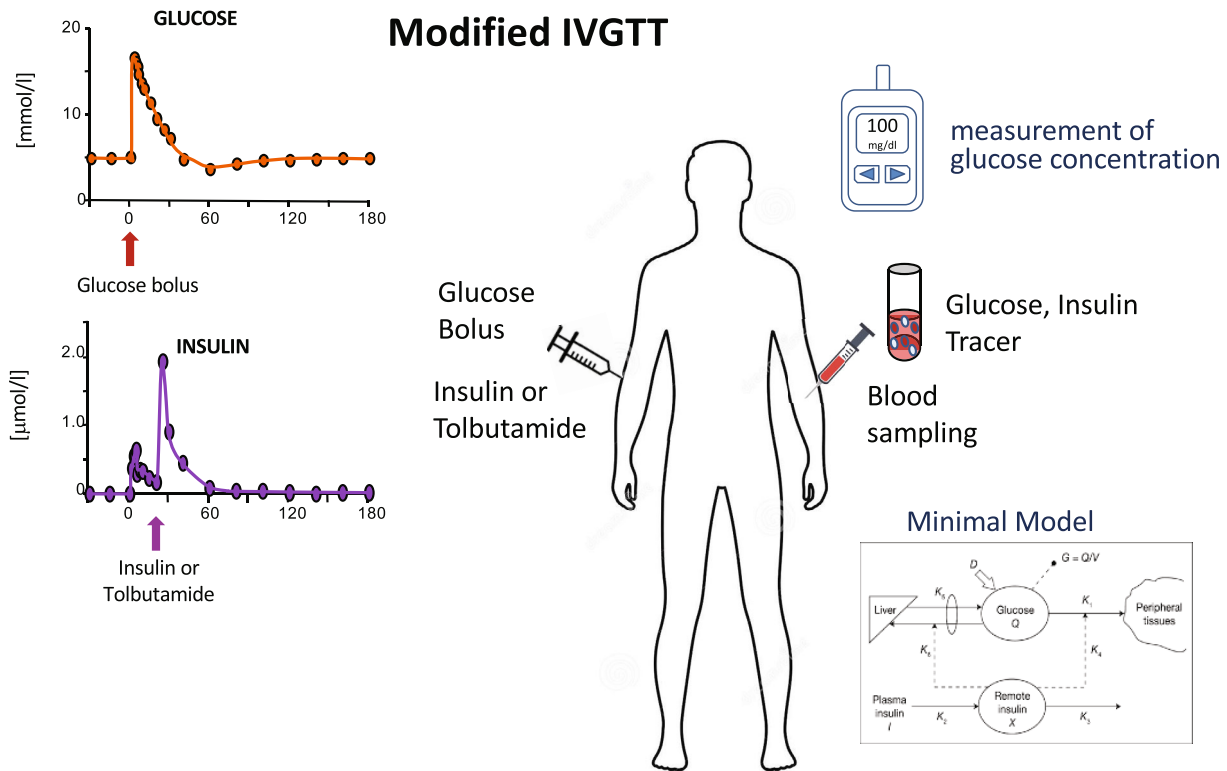 Modified IVGTT
GLUCOSE
[mmol/l]
20
10
0
0
60
120
180
Glucose bolus
INSULIN
[μmol/l]
2.0
1.0
0
0
60
120
180
Insulin or
Tolbutamide
Glucose
Bolus
Insulin or
Tolbutamide
100
mg/dl
measurement of
glucose concentration
Glucose, Insulin
Tracer
Blood
sampling
Minimal Model
D
G = Q/V
Liver
K5
Glucose
Q
K1
Peripheral
tissues
K6
K4
Plasma
insulin
I
K2
Remote
insulin
X
K3